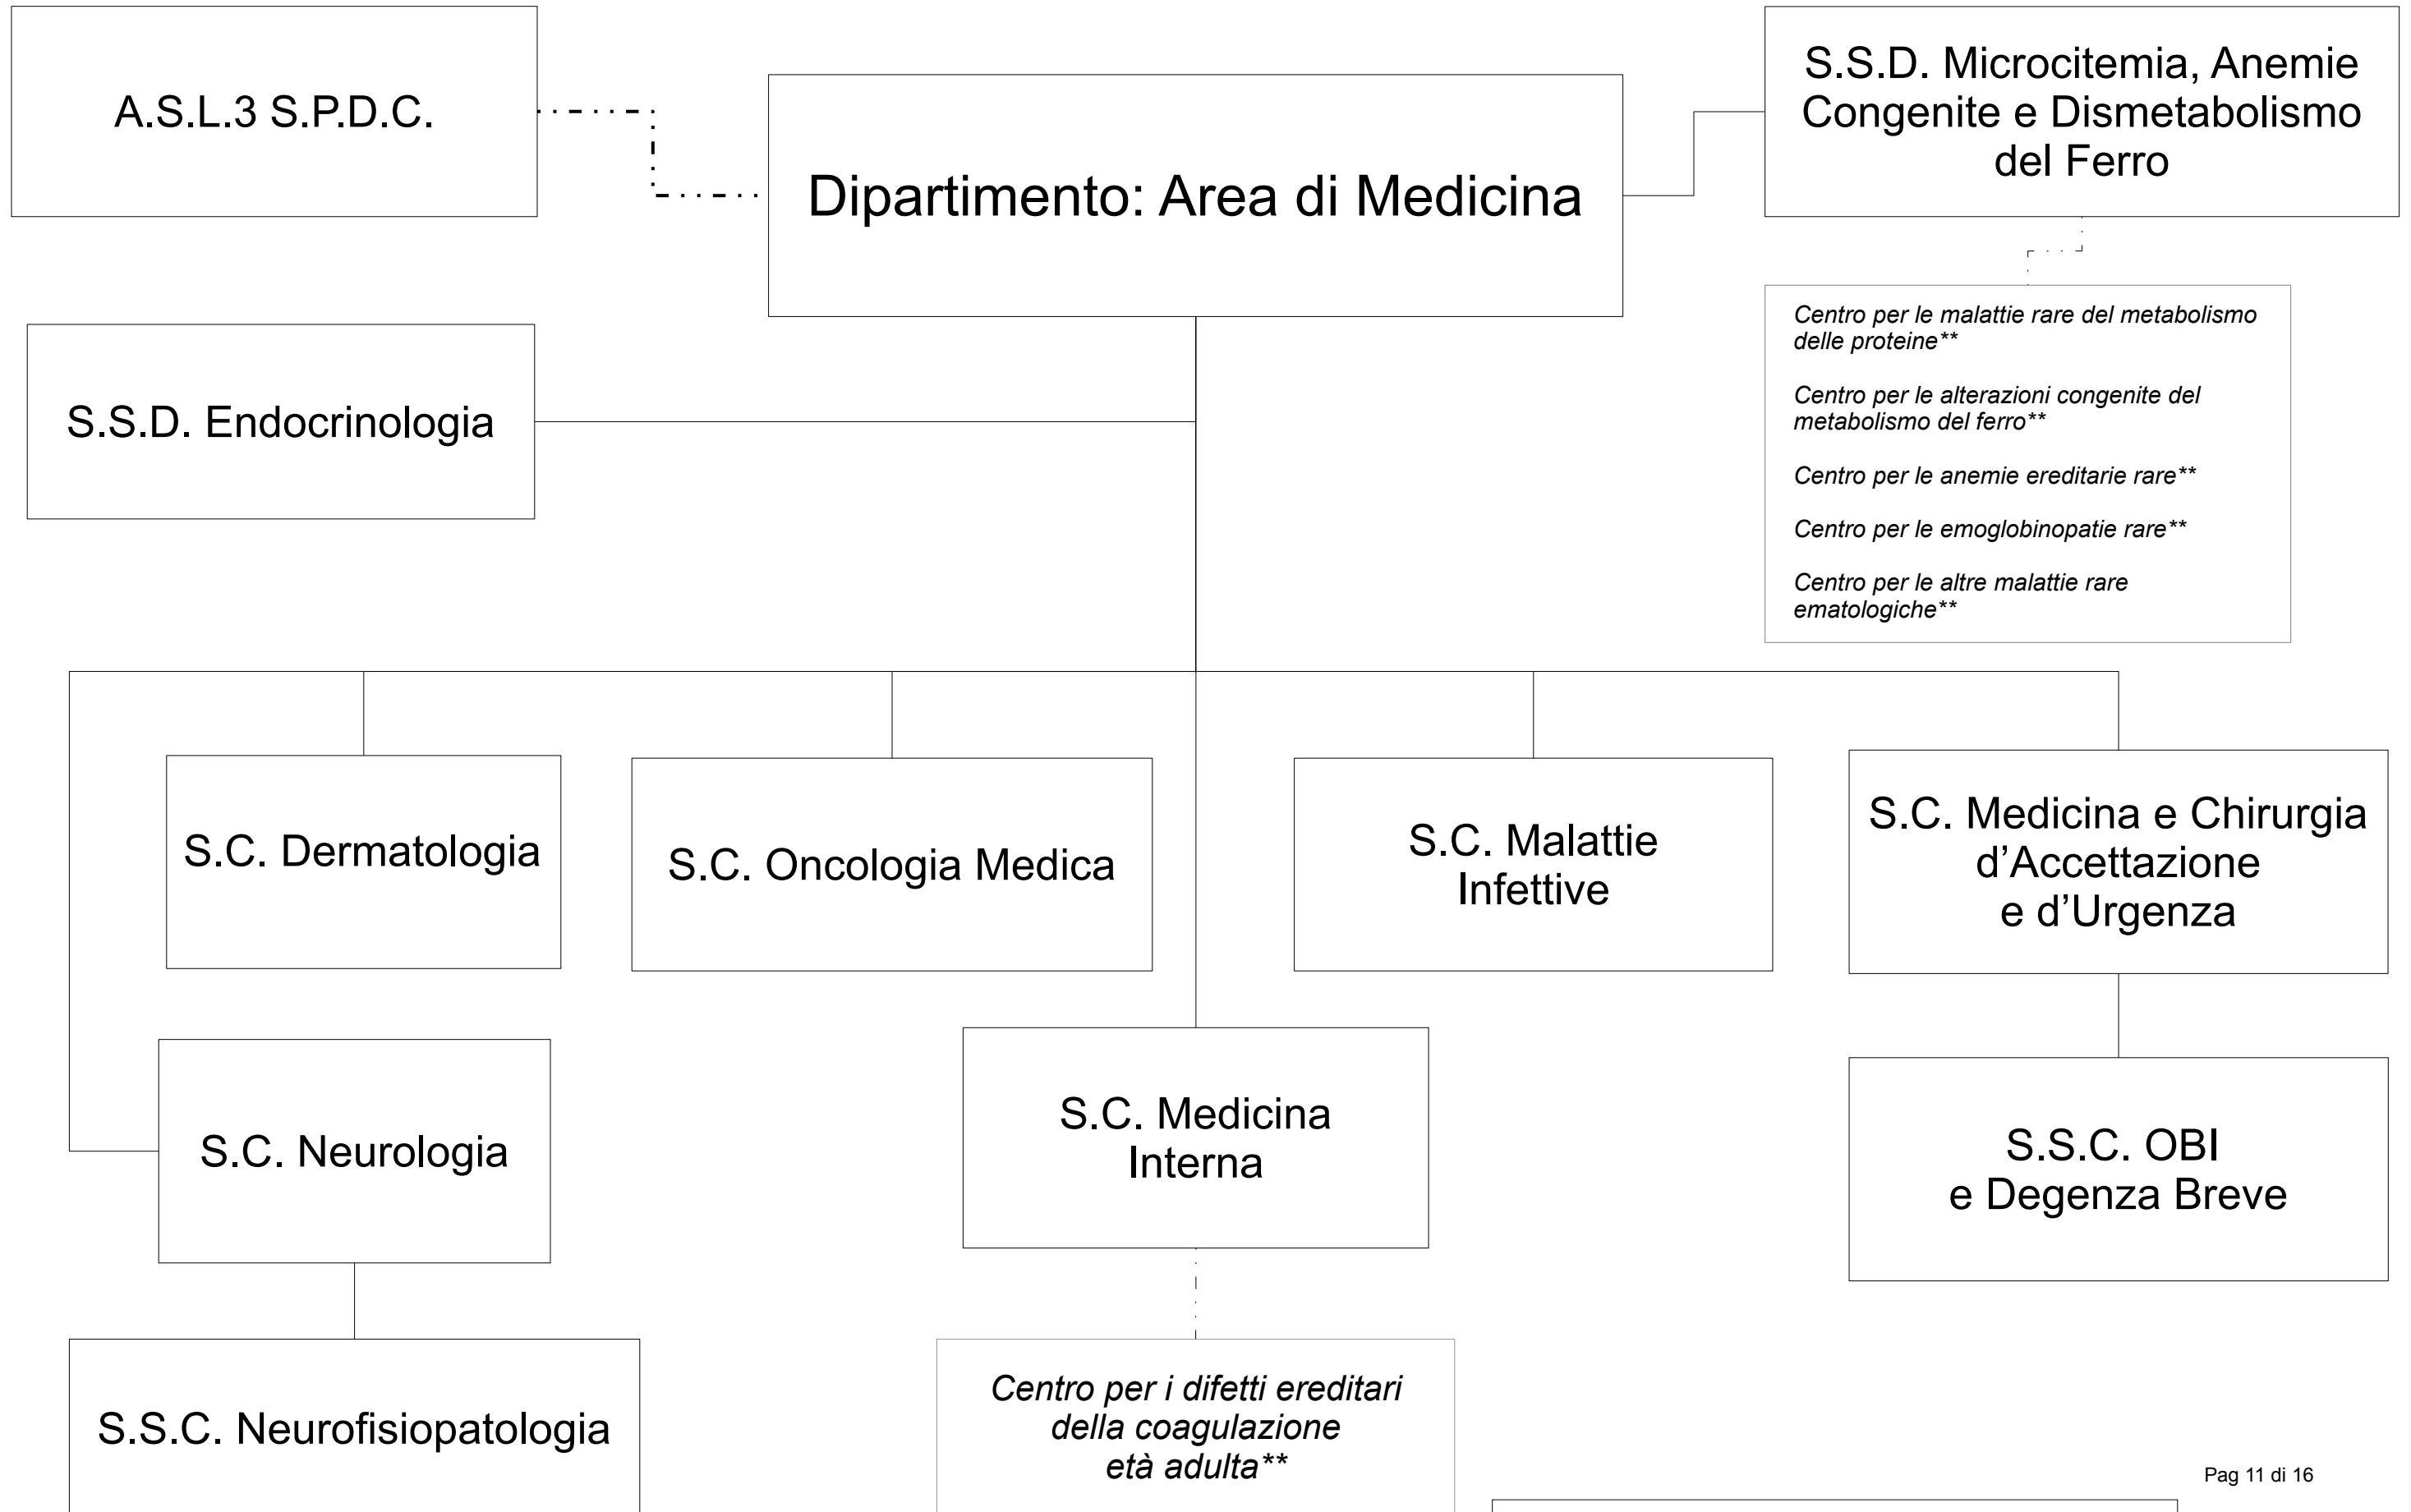 A.S.L.3 S.P.D.C.
Dipartimento: Area di Medicina
S.S.D. Microcitemia, Anemie
Congenite e Dismetabolismo
del Ferro
Centro per le malattie rare del metabolismo
delle proteine**
Centro per le alterazioni congenite del
metabolismo del ferro**
Centro per le anemie ereditarie rare**
Centro per le emoglobinopatie rare**
Centro per le altre malattie rare
ematologiche**
S.S.D. Endocrinologia
S.C. Dermatologia
S.C. Oncologia Medica
S.C. Malattie
Infettive
S.C. Medicina e Chirurgia
d’Accettazione
e d’Urgenza
S.C. Neurologia
S.C. Medicina
Interna
S.S.C. OBI
e Degenza Breve
S.S.C. Neurofisiopatologia
Centro per i difetti ereditari
della coagulazione
età adulta**
Pag 11 di 16